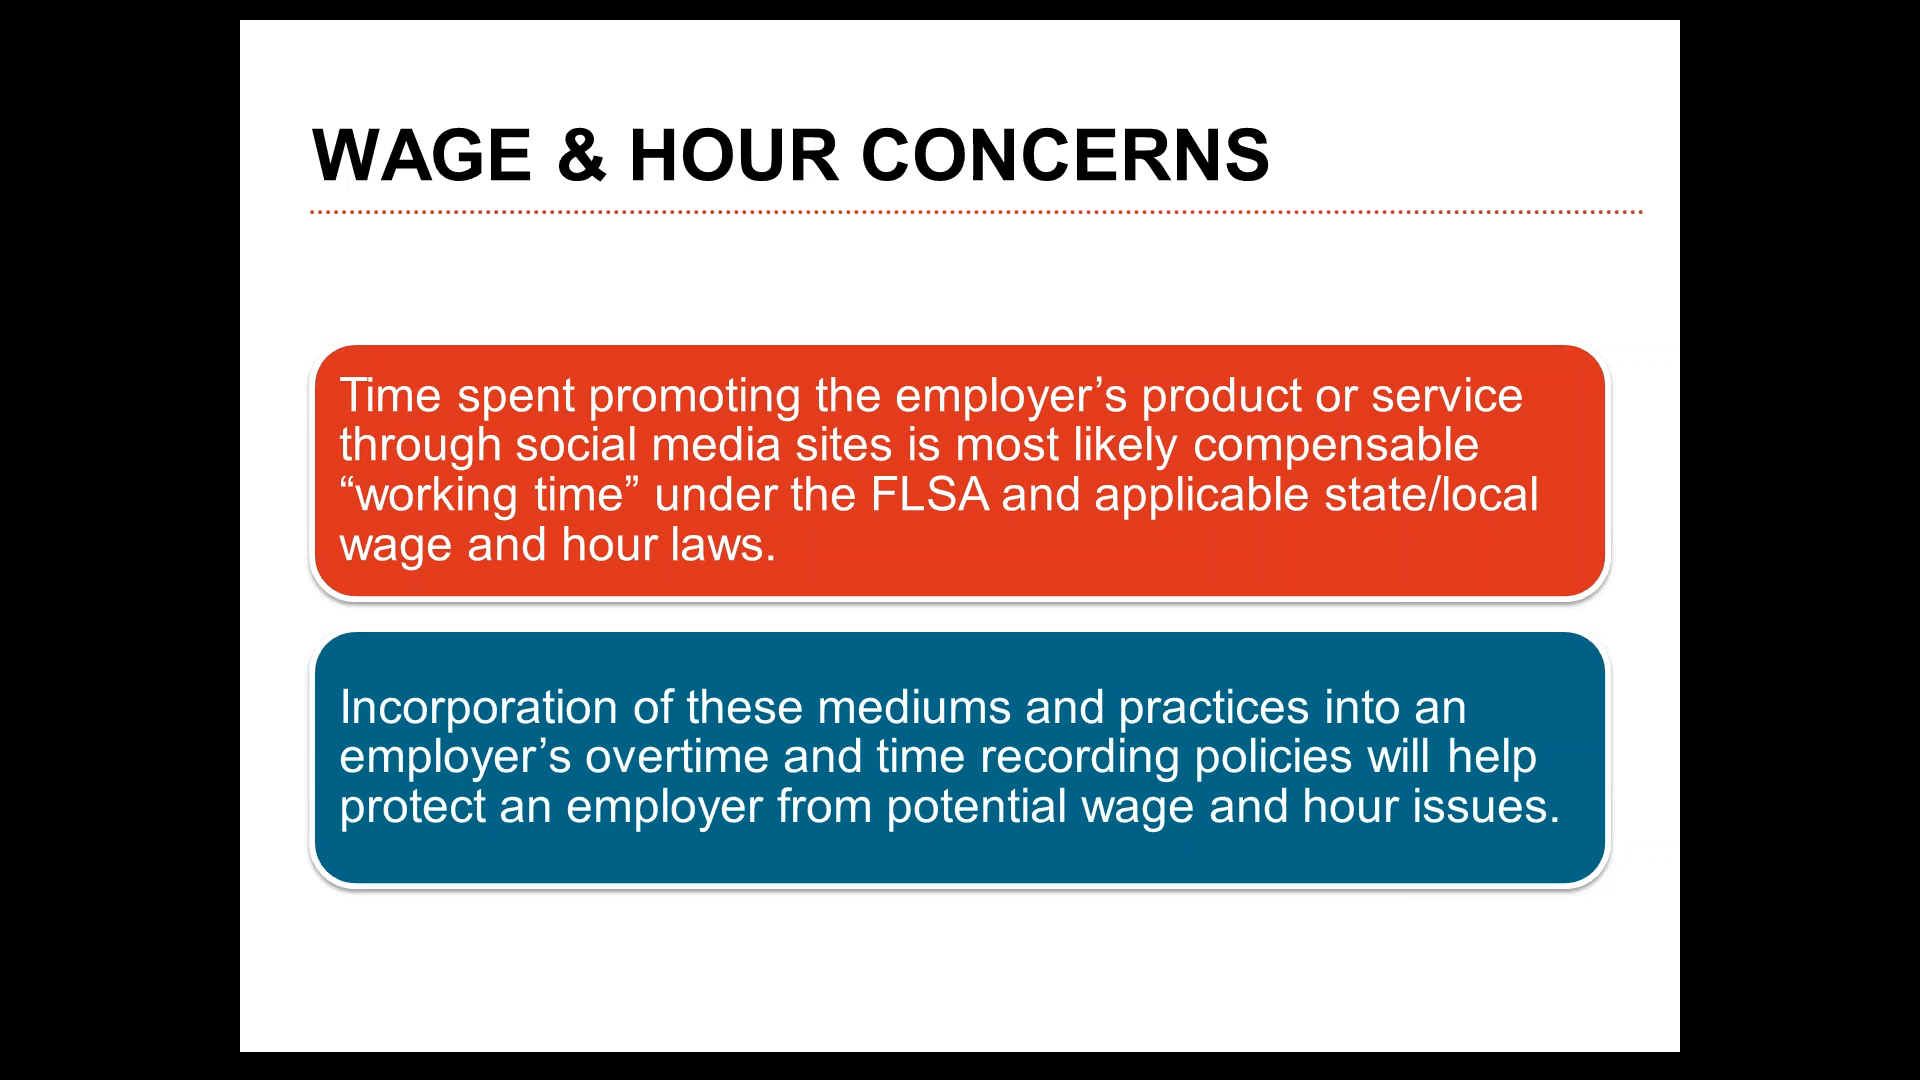 WAGE & HOUR CONCERNS
Time spent promoting the employer’s product or service
through social media sites is most likely compensable
“working time” under the FLSA and applicable state/local
wage and hour laws.
Incorporation of these mediums and practices into an
employer’s overtime and time recording policies will help
protect an employer from potential wage and hour issues.